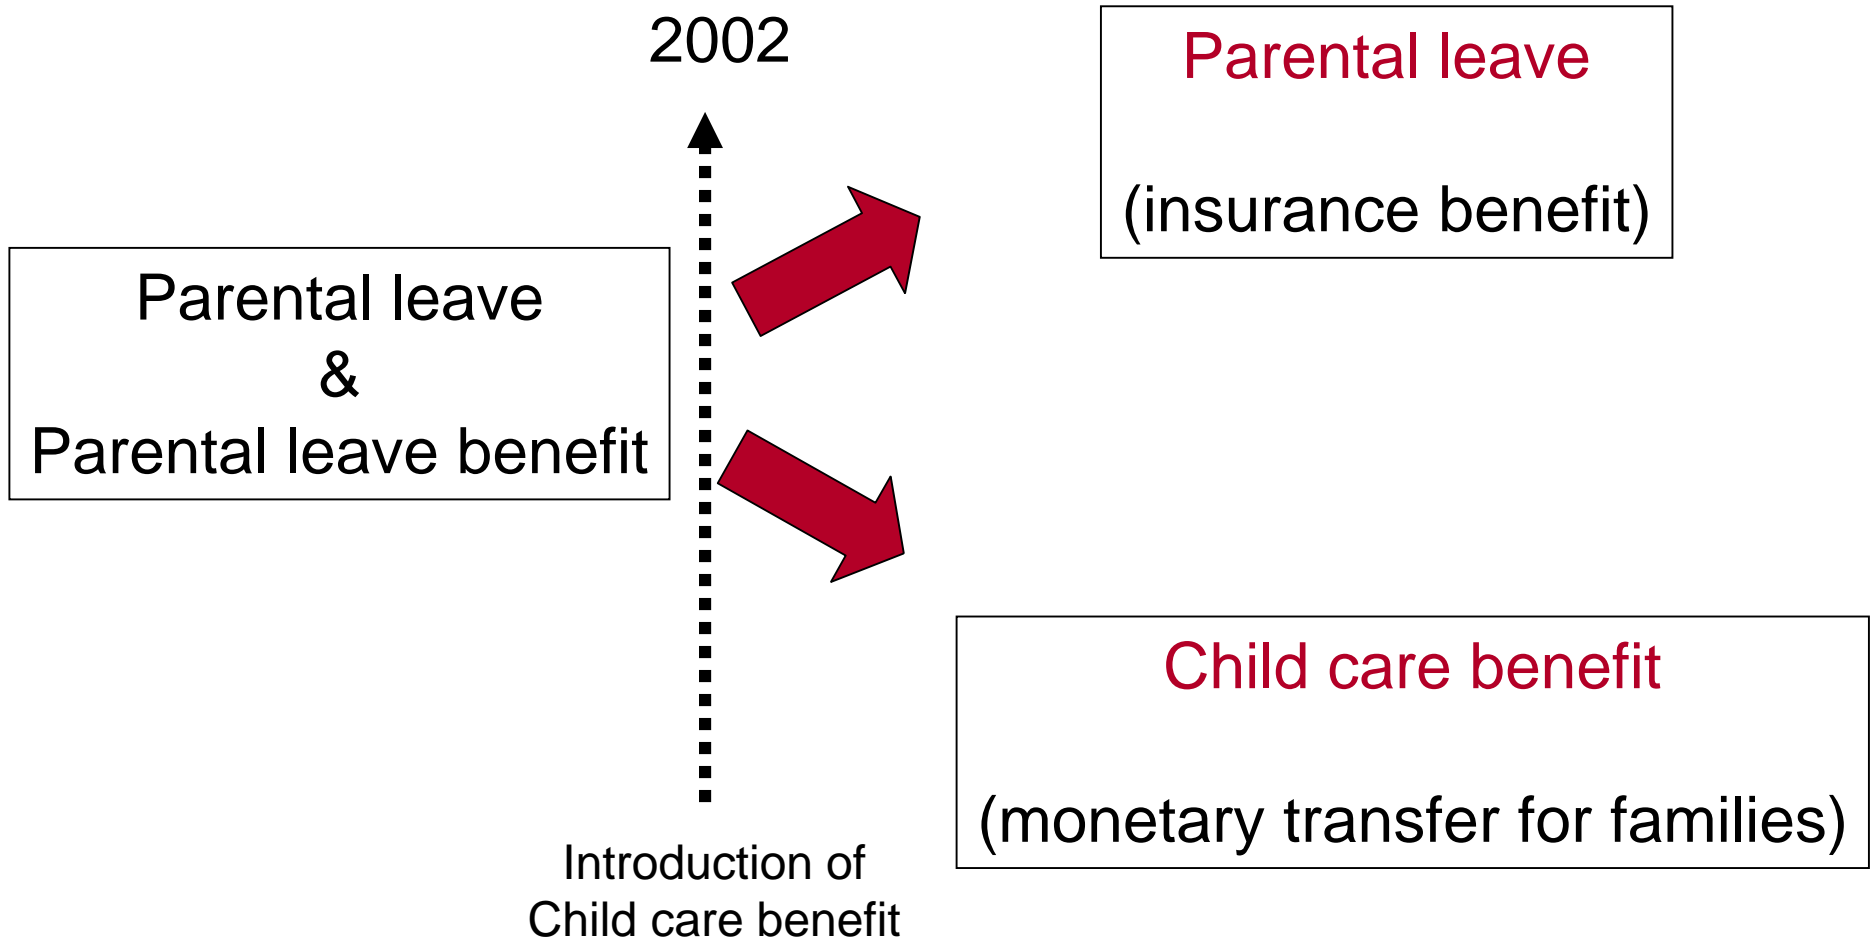 2002
Parental leave
(insurance benefit)
Parental leave
&
Parental leave benefit
Child care benefit
(monetary transfer for families)
Introduction of
Child care benefit